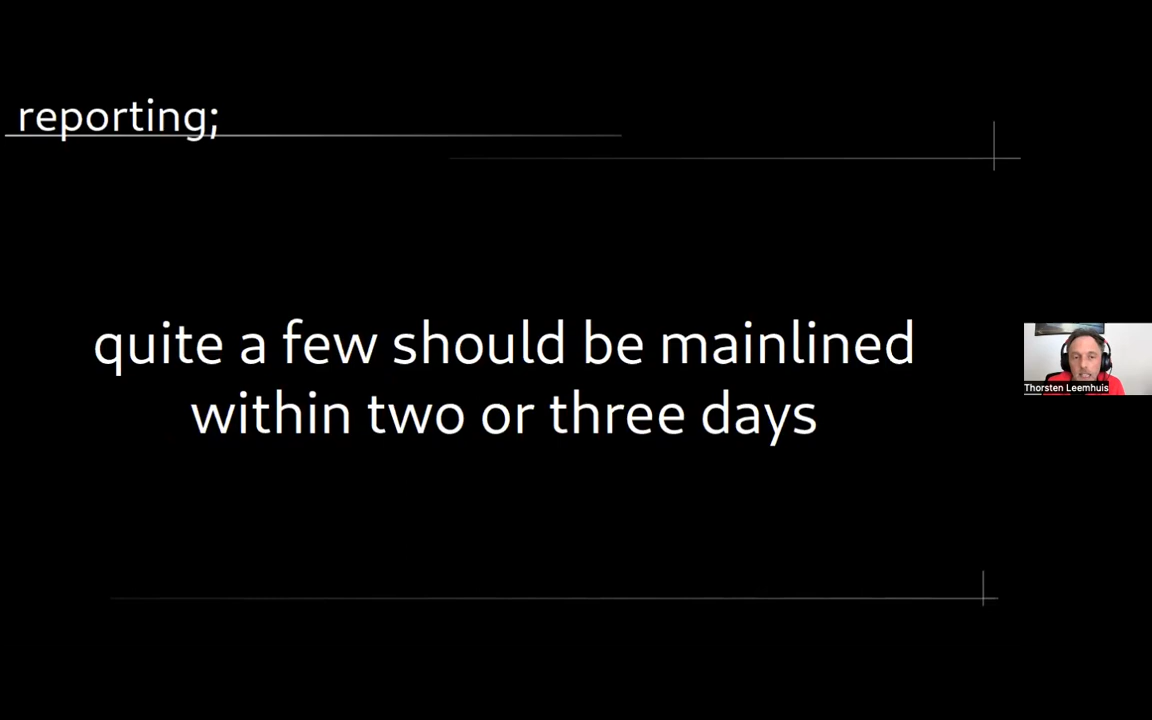 reporting;
quite a few should be mainlined
within two or three days
Thorsten Leemhuis